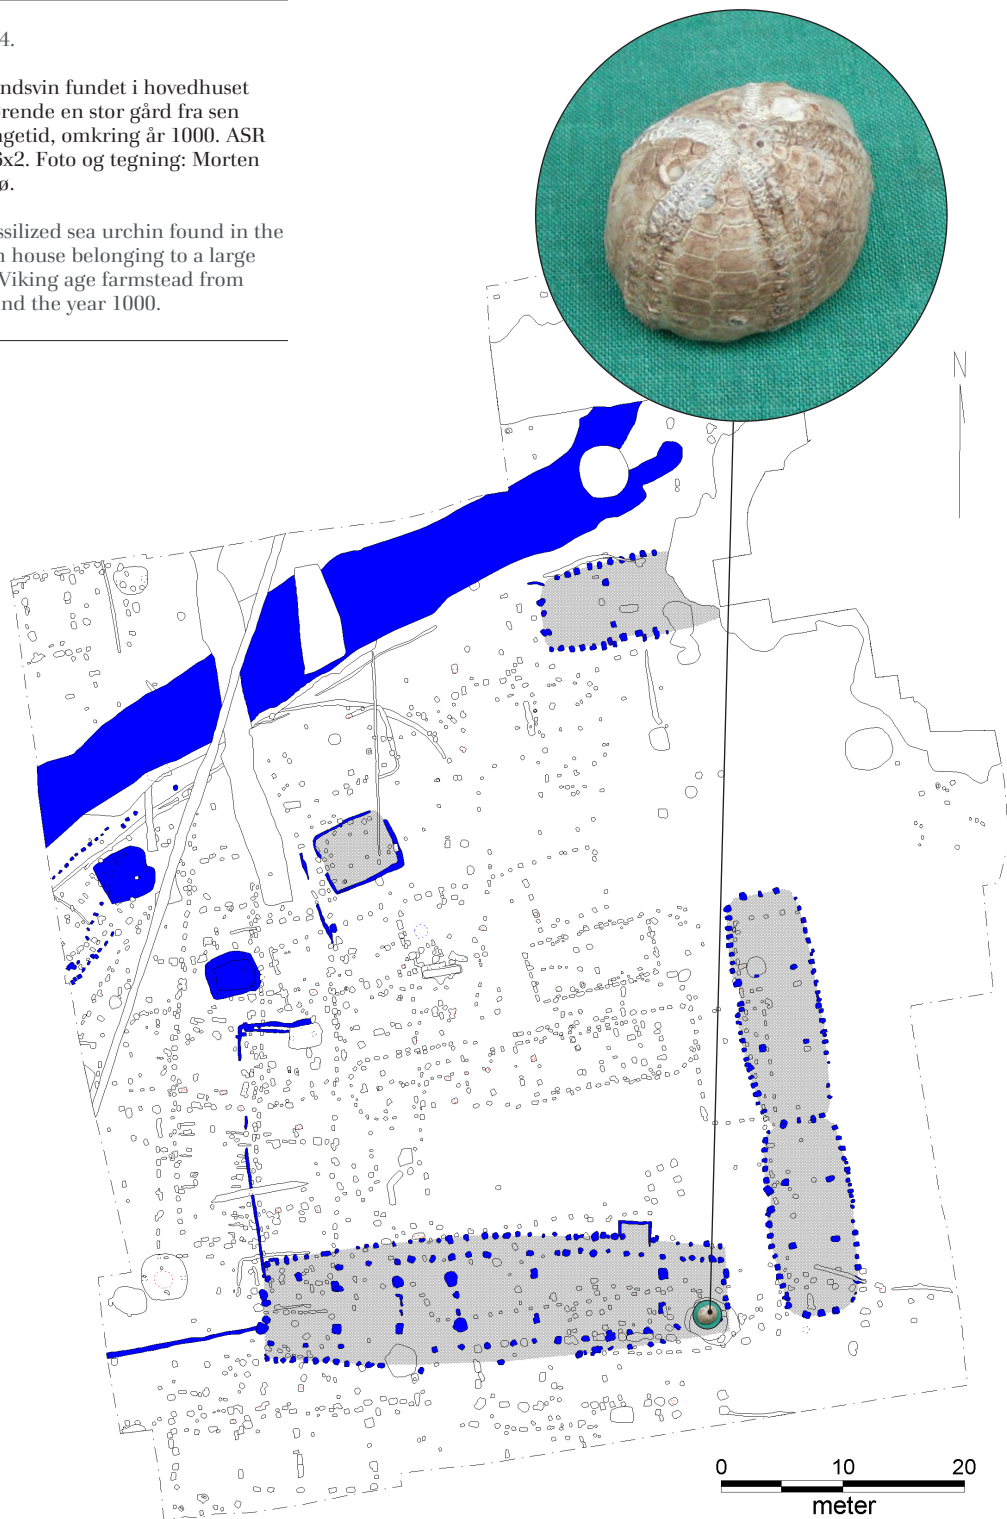 4.
ndsvin fundet i hovedhuset
ørende en stor gård fra sen
ngetid, omkring år 1000. ASR
6x2. Foto og tegning: Morten
ø.
ssilized sea urchin found in the
n house belonging to a large
Viking age farmstead from
nd the year 1000.
N
0 10 20
meter